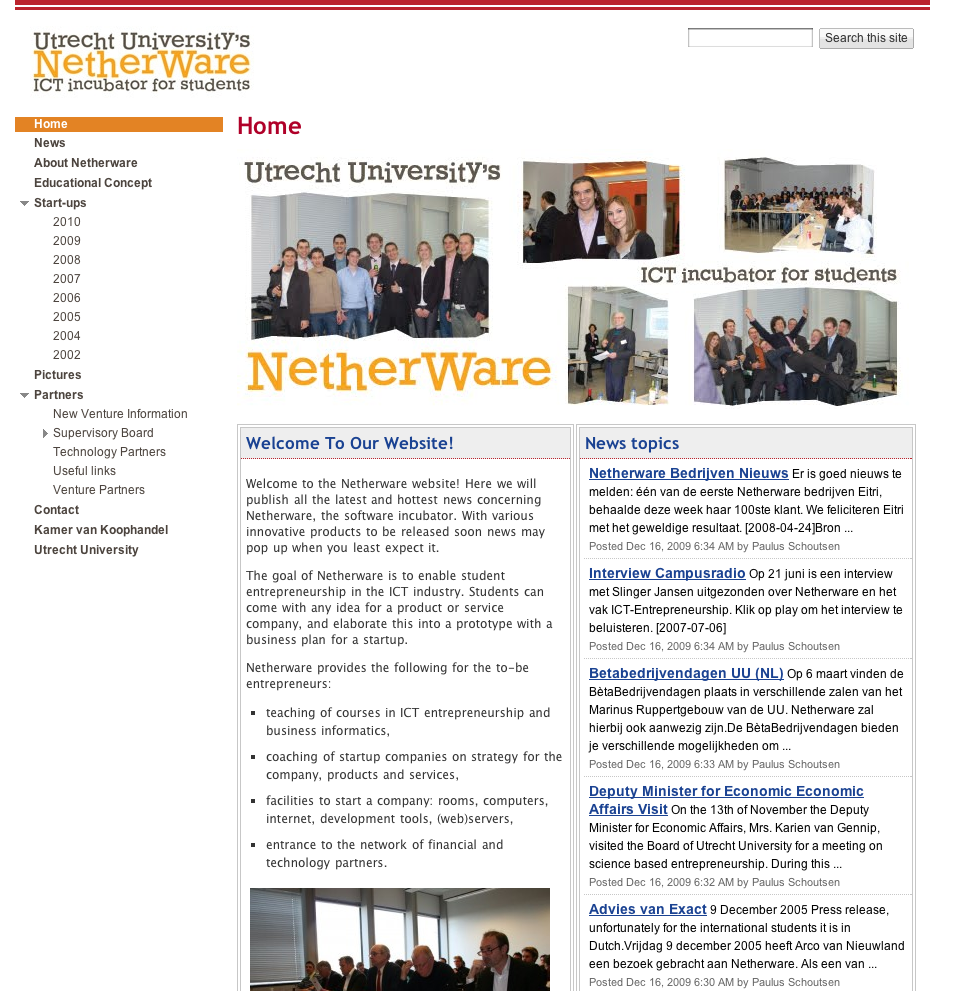 Utrecht University's
NetherWare
ICT incubator for students
Search this site
Home
News
About Netherware
Educational Concept
Start-ups
2010
2009
2008
2007
2006
2005
2004
2002
Pictures
Partners
New Venture Information
Supervisory Board
Technology Partners
Useful links
Venture Partners
Contact
Kamer van Koophandel
Utrecht University
Home
Utrecht University's
ICT incubator for students
NetherWare
Welcome To Our Website!
Welcome to the Netherware website! Here we will
publish all the latest and hottest news concerning
Netherware, the software incubator. With various
innovative products to be released soon news may
pop up when you least expect it.
The goal of Netherware is to enable student
entrepreneurship in the ICT industry. Students can
come with any idea for a product or service
company, and elaborate this into a prototype with a
business plan for a startup.
Netherware provides the following for the to-be
entrepreneurs:
▪ teaching of courses in ICT entrepreneurship and
business informatics,
▪ coaching of startup companies on strategy for the
company, products and services,
▪ facilities to start a company: rooms, computers,
internet, development tools, (web)servers,
▪ entrance to the network of financial and
technology partners.
News topics
Netherware Bedrijven Nieuws Er is goed nieuws te
melden: één van de eerste Netherware bedrijven Eitri,
behaalde deze week haar 100ste klant. We feliciteren Eitri
met het geweldige resultaat. [2008-04-24]Bron ...
Posted Dec 16, 2009 6:34 AM by Paulus Schoutsen
Interview Campusradio Op 21 juni is een interview
met Slinger Jansen uitgezonden over Netherware en het
vak ICT-Entrepreneurship. Klik op play om het interview te
beluisteren. [2007-07-06]
Posted Dec 16, 2009 6:34 AM by Paulus Schoutsen
Betabedrijvendagen UU (NL) Op 6 maart vinden de
BètaBedrijvendagen plaats in verschillende zalen van het
Marinus Ruppertgebouw van de UU. Netherware zal
hierbij ook aanwezig zijn.De BètaBedrijvendagen bieden
je verschillende mogelijkheden om ...
Posted Dec 16, 2009 6:33 AM by Paulus Schoutsen
Deputy Minister for Economic Economic
Affairs Visit On the 13th of November the Deputy
Minister for Economic Affairs, Mrs. Karien van Gennip,
visited the Board of Utrecht University for a meeting on
science based entrepreneurship. During this ...
Posted Dec 16, 2009 6:32 AM by Paulus Schoutsen
Advies van Exact 9 December 2005 Press release,
unfortunately for the international students it is in
Dutch.Vrijdag 9 december 2005 heeft Arco van Nieuwland
een bezoek gebracht aan Netherware. Als een van ...
Posted Dec 16, 2009 6:30 AM by Paulus Schoutsen